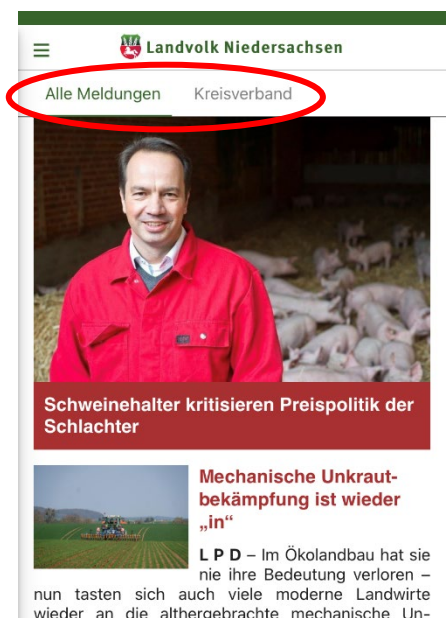 Landvolk Niedersachsen
Alle Meldungen Kreisverband
Schweinehalter kritisieren Preispolitik der
Schlachter
Mechanische Unkraut-
bekämpfung ist wieder
„in“
L P D – Im Ökolandbau hat sie
nie ihre Bedeutung verloren –
nun tasten sich auch viele moderne Landwirte
wieder an die althergebrachte mechanische Un-